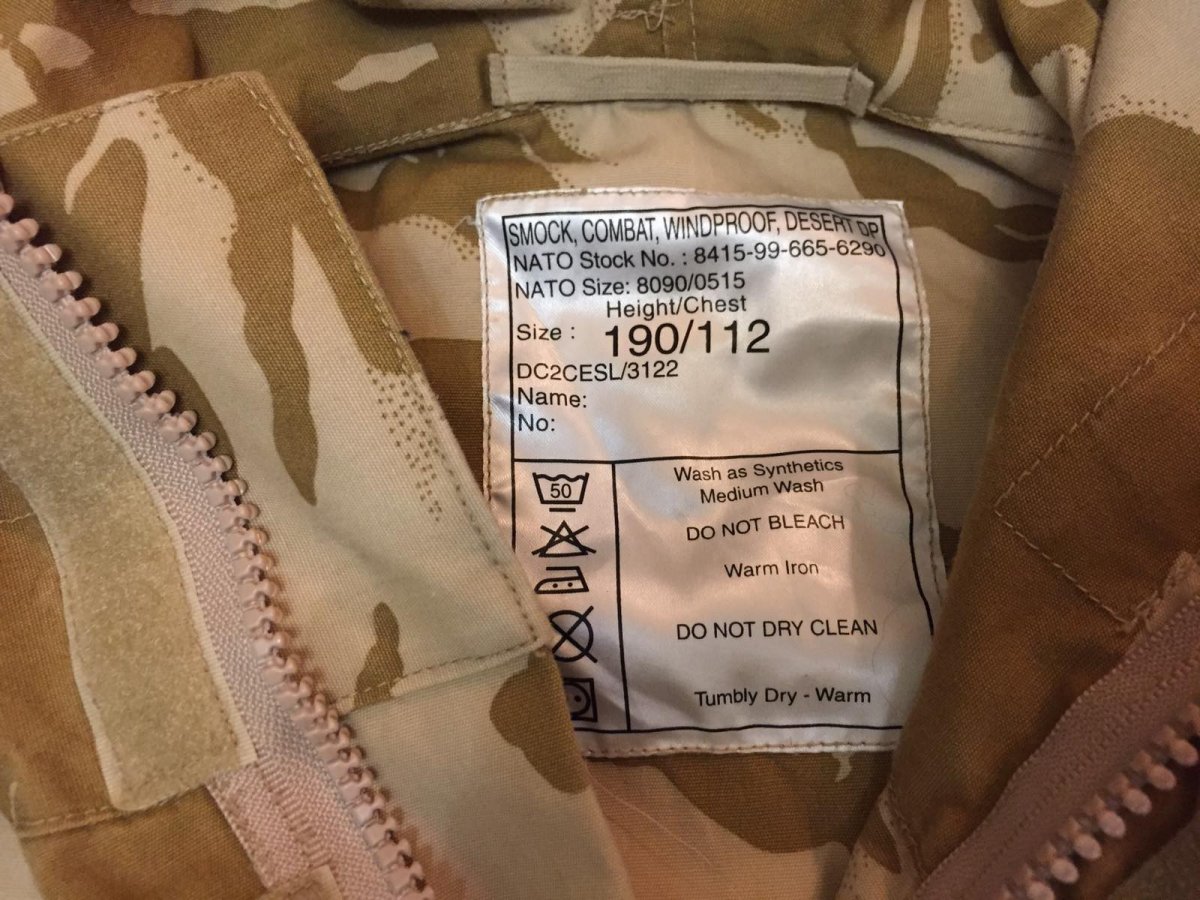 SMOCK, COMBAT, WINDPROOF, DESERT DP
NATO Stock No. : 8415-99-665-6290
NATO Size: 8090/0515
Height/Chest
Size : 190/112
DC2CESL/3122
Name:
No:
50
Wash as Synthetics
Medium Wash
DO NOT BLEACH
Warm Iron
DO NOT DRY CLEAN
Tumbly Dry - Warm